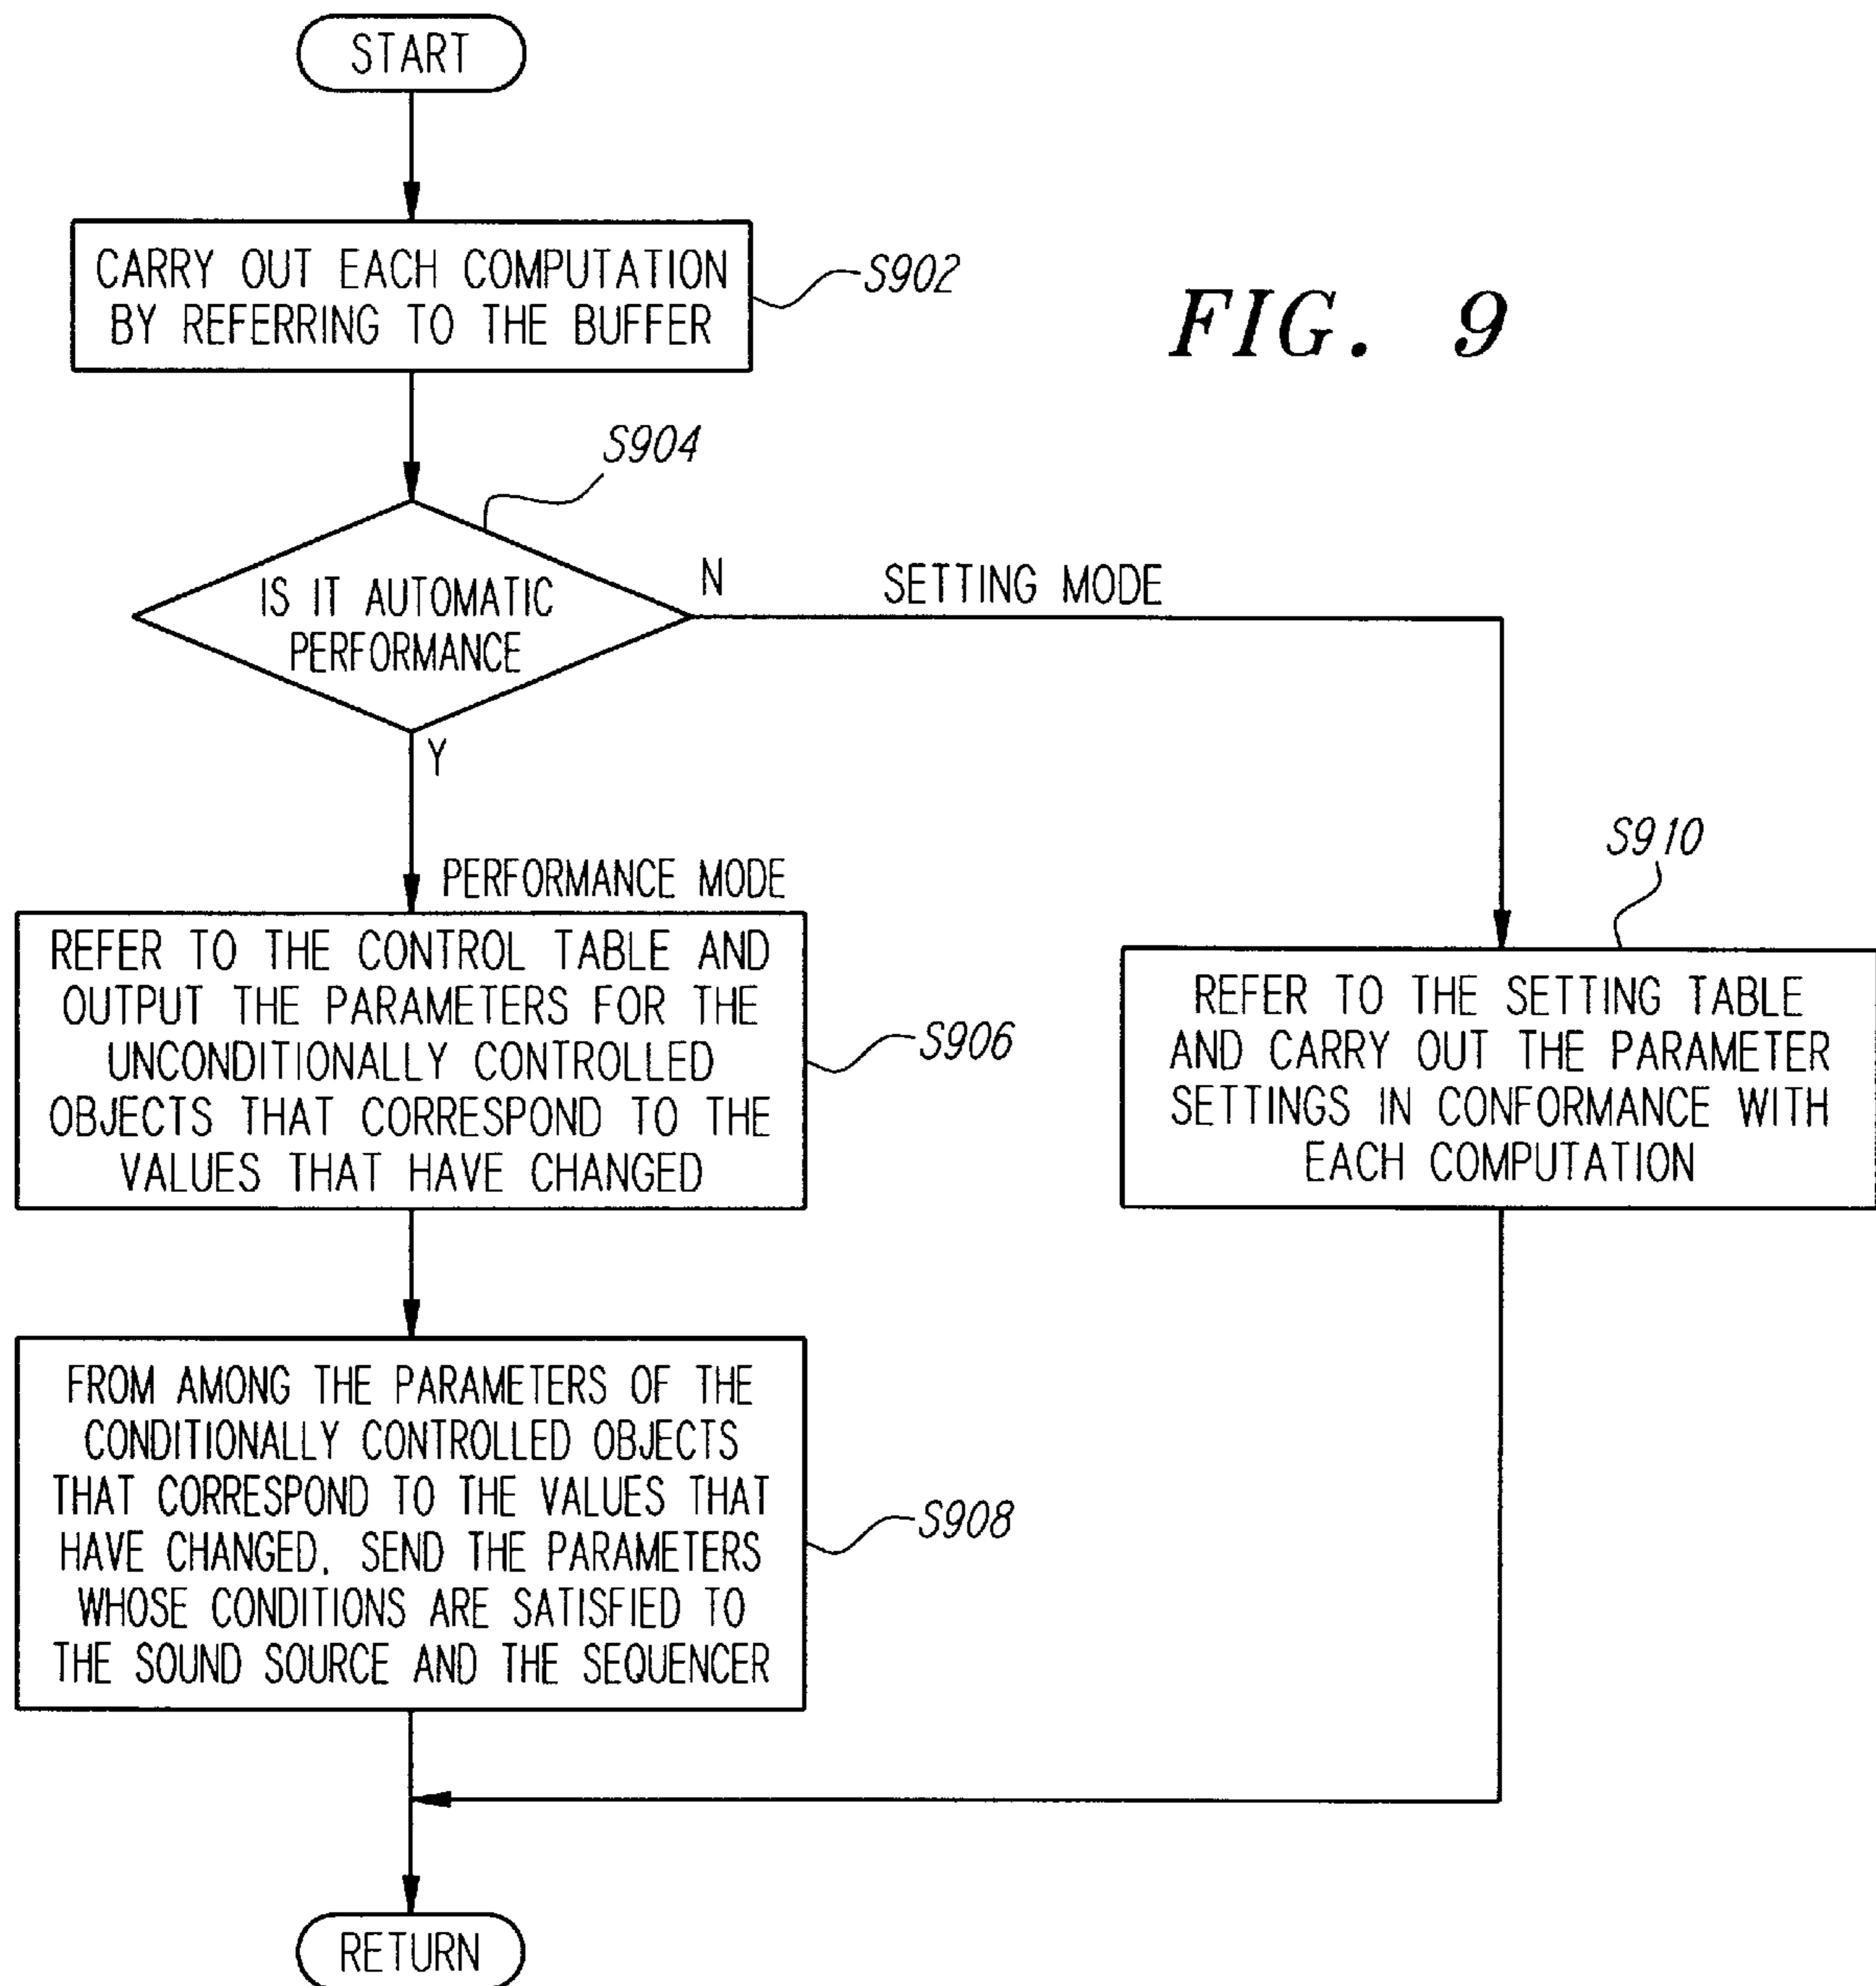 START
CARRY OUT EACH COMPUTATION
BY REFERRING TO THE BUFFER
S902
FIG. 9
S904
IS IT AUTOMATIC
PERFORMANCE
N
SETTING MODE
Y
PERFORMANCE MODE
REFER TO THE CONTROL TABLE AND
OUTPUT THE PARAMETERS FOR THE
UNCONDITIONALLY CONTROLLED
OBJECTS THAT CORRESPOND TO THE
VALUES THAT HAVE CHANGED
S906
S910
REFER TO THE SETTING TABLE
AND CARRY OUT THE PARAMETER
SETTINGS IN CONFORMANCE WITH
EACH COMPUTATION
FROM AMONG THE PARAMETERS OF THE
CONDITIONALLY CONTROLLED OBJECTS
THAT CORRESPOND TO THE VALUES THAT
HAVE CHANGED. SEND THE PARAMETERS
WHOSE CONDITIONS ARE SATISFIED TO
THE SOUND SOURCE AND THE SEQUENCER
S908
RETURN